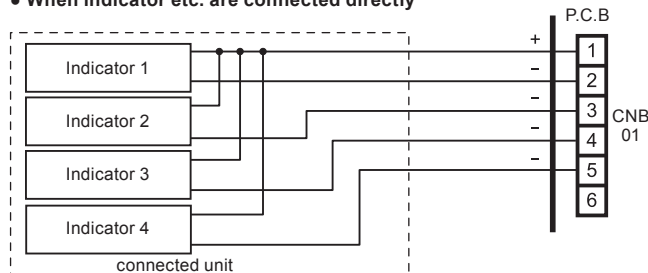 • When indicator etc. are connected directly
P.C.B
Indicator 1
Indicator 2
Indicator 3
Indicator 4
connected unit
+
−
−
−
−
1
2
3
4
5
6
CNB
01